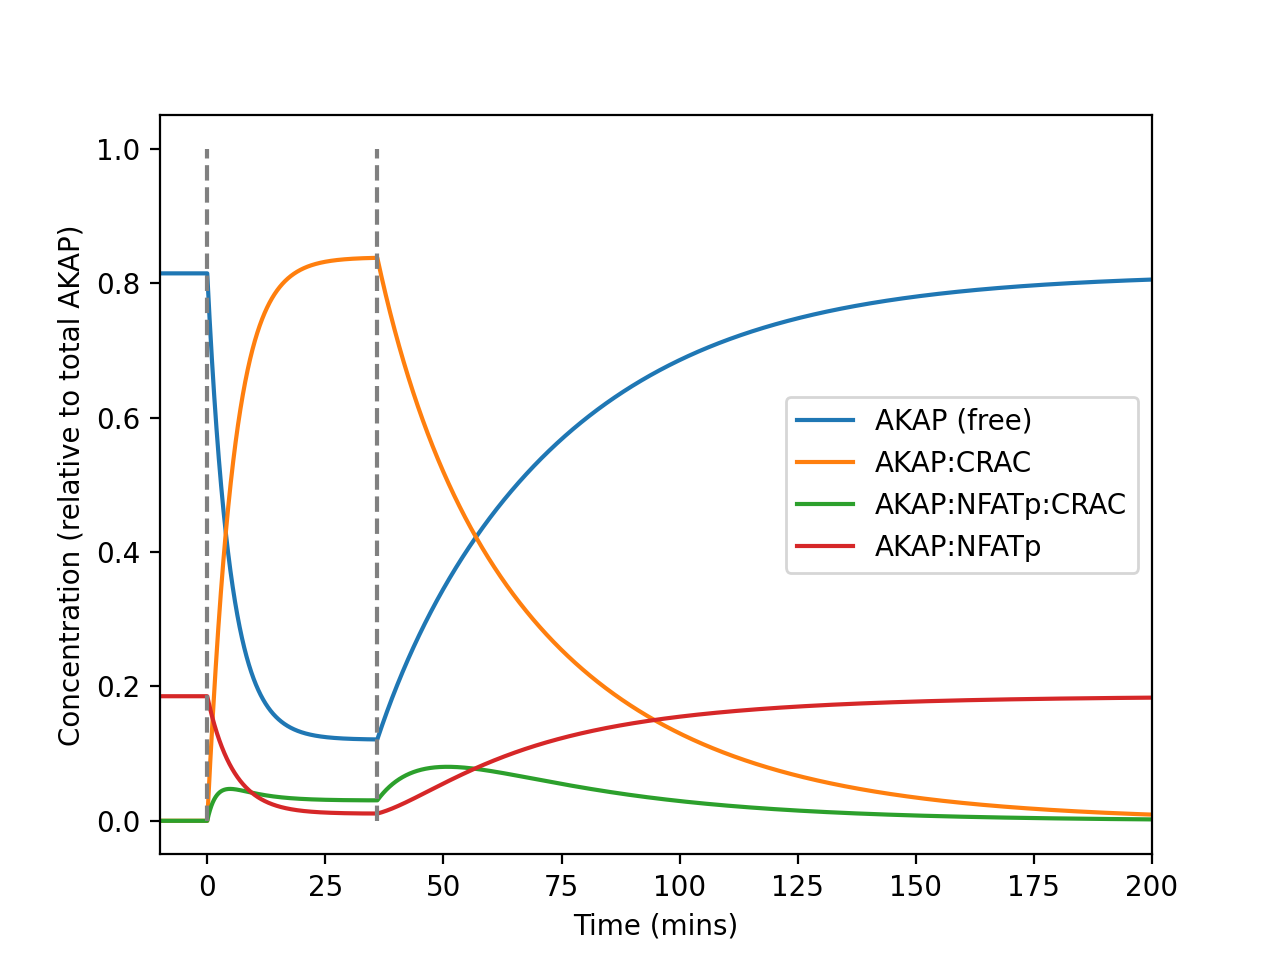 1.0
0.8
0.6
0.4
0.2
0.0
Concentration (relative to total AKAP)
AKAP (free)
AKAP:CRAC
AKAP:NFATp:CRAC
AKAP:NFATp
0 25 50 75 100 125 150 175 200
Time (mins)